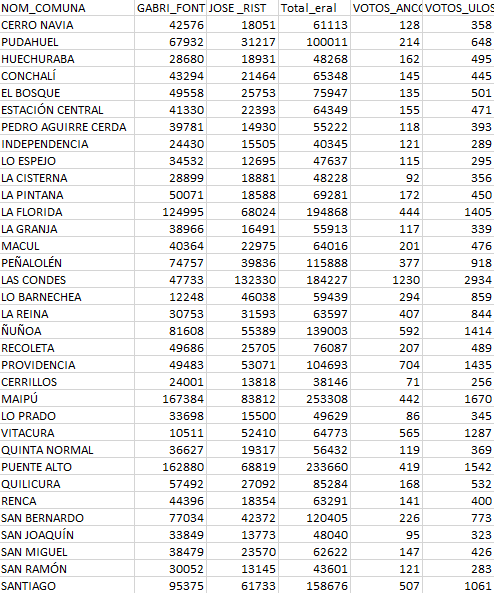 NOM_COMUNA GABRI_FONT JOSE _RIST Total_eral VOTOS_ANCO VOTOS_ULOS
CERRO NAVIA 42576 18051 61113 128 358
PUDAHUEL 67932 31217 100011 214 648
HUECHURABA 28680 18931 48268 162 495
CONCHALÍ 43294 21464 65348 145 445
EL BOSQUE 49558 25753 75947 135 501
ESTACIÓN CENTRAL 41330 22393 64349 155 471
PEDRO AGUIRRE CERDA 39781 14930 55222 118 393
INDEPENDENCIA 24430 15505 40345 121 289
LO ESPEJO 34532 12695 47637 115 295
LA CISTERNA 28899 18881 48228 92 356
LA PINTANA 50071 18588 69281 172 450
LA FLORIDA 124995 68024 194868 444 1405
LA GRANJA 38966 16491 55913 117 339
MACUL 40364 22975 64016 201 476
PEÑALOLÉN 74757 39836 115888 377 918
LAS CONDES 47733 132330 184227 1230 2934
LO BARNECHEA 12248 46038 59439 294 859
LA REINA 30753 31593 63597 407 844
ÑUÑOA 81608 55389 139003 592 1414
RECOLETA 49686 25705 76087 207 489
PROVIDENCIA 49483 53071 104693 704 1435
CERRILLOS 24001 13818 38146 71 256
MAIPÚ 167384 83812 253308 442 1670
LO PRADO 33698 15500 49629 86 345
VITACURA 10511 52410 64773 565 1287
QUINTA NORMAL 36627 19317 56432 119 369
PUENTE ALTO 162880 68819 233660 419 1542
QUILICURA 57492 27092 85284 168 532
RENCA 44396 18354 63291 141 400
SAN BERNARDO 77034 42372 120405 226 773
SAN JOAQUÍN 33849 13773 48040 95 323
SAN MIGUEL 38479 23570 62622 147 426
SAN RAMÓN 30052 13145 43601 121 283
SANTIAGO 95375 61733 158676 507 1061